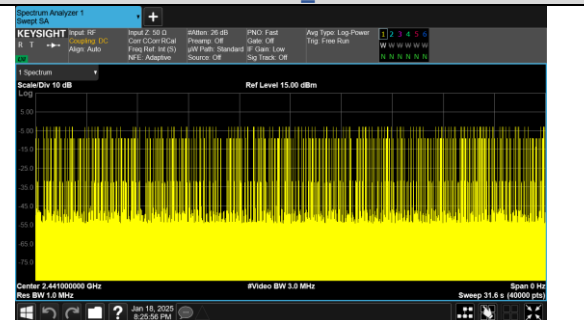 Spectrum Analyzer 1
Swept SA
KEYSIGHT
R T
Input: RF
Coupling: DC
Align: Auto
Input Z: 50 Ω
Corr CCorr RCal
Freq Ref: Int (S)
NFE: Adaptive
#Atten: 26 dB
Preamp: Off
µW Path: Standard
Source: Off
PNO: Fast
Gate: Off
IF Gain: Low
Sig Track: Off
Avg Type: Log-Power
Trig: Free Run
1 2 3 4 5 6
W W W W W W
N N N N N N
1 Spectrum
Scale/Div 10 dB
Ref Level 15.00 dBm
Log
5.00
-5.00
-15.0
-25.0
-35.0
-45.0
-55.0
-65.0
-75.0
Center 2.441000000 GHz
#Video BW 3.0 MHz
Span 0 Hz
Res BW 1.0 MHz
Sweep 31.6 s (40000 pts)
Jan 18, 2025
8:25:56 PM